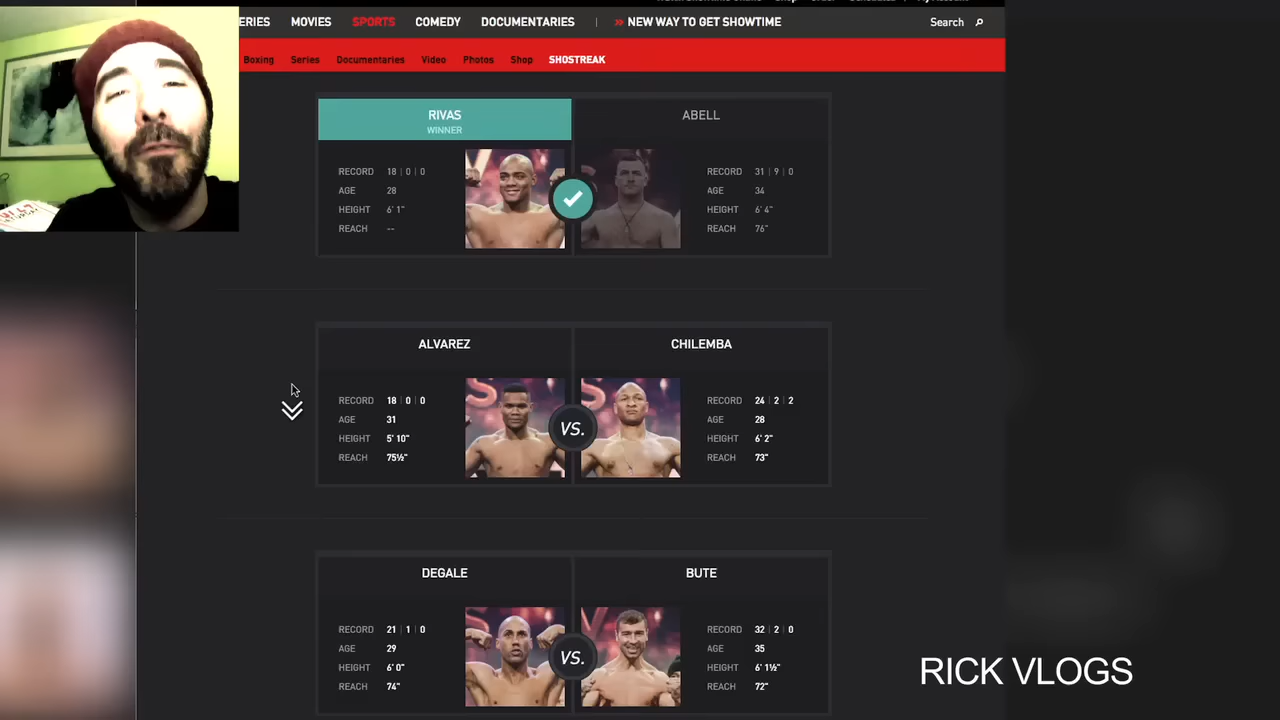 ERIES MOVIES SPORTS COMEDY DOCUMENTARIES | >> NEW WAY TO GET SHOWTIME Search
Boxing Series Documentaries Video Photos Shop SHOSTREAK
RIVAS
WINNER
RECORD 18 | 0 | 0
AGE 28
HEIGHT 6' 1"
REACH --
ABELL
RECORD 31 | 9 | 0
AGE 34
HEIGHT 6' 4"
REACH 76"
ALVAREZ
RECORD 18 | 0 | 0
AGE 31
HEIGHT 5' 10"
REACH 75½"
VS.
CHILEMBA
RECORD 24 | 2 | 2
AGE 28
HEIGHT 6' 2"
REACH 73"
DEGALE
RECORD 21 | 1 | 0
AGE 29
HEIGHT 6' 0"
REACH 74"
VS.
BUTE
RECORD 32 | 2 | 0
AGE 35
HEIGHT 6' 1½"
REACH 72"
RICK VLOGS